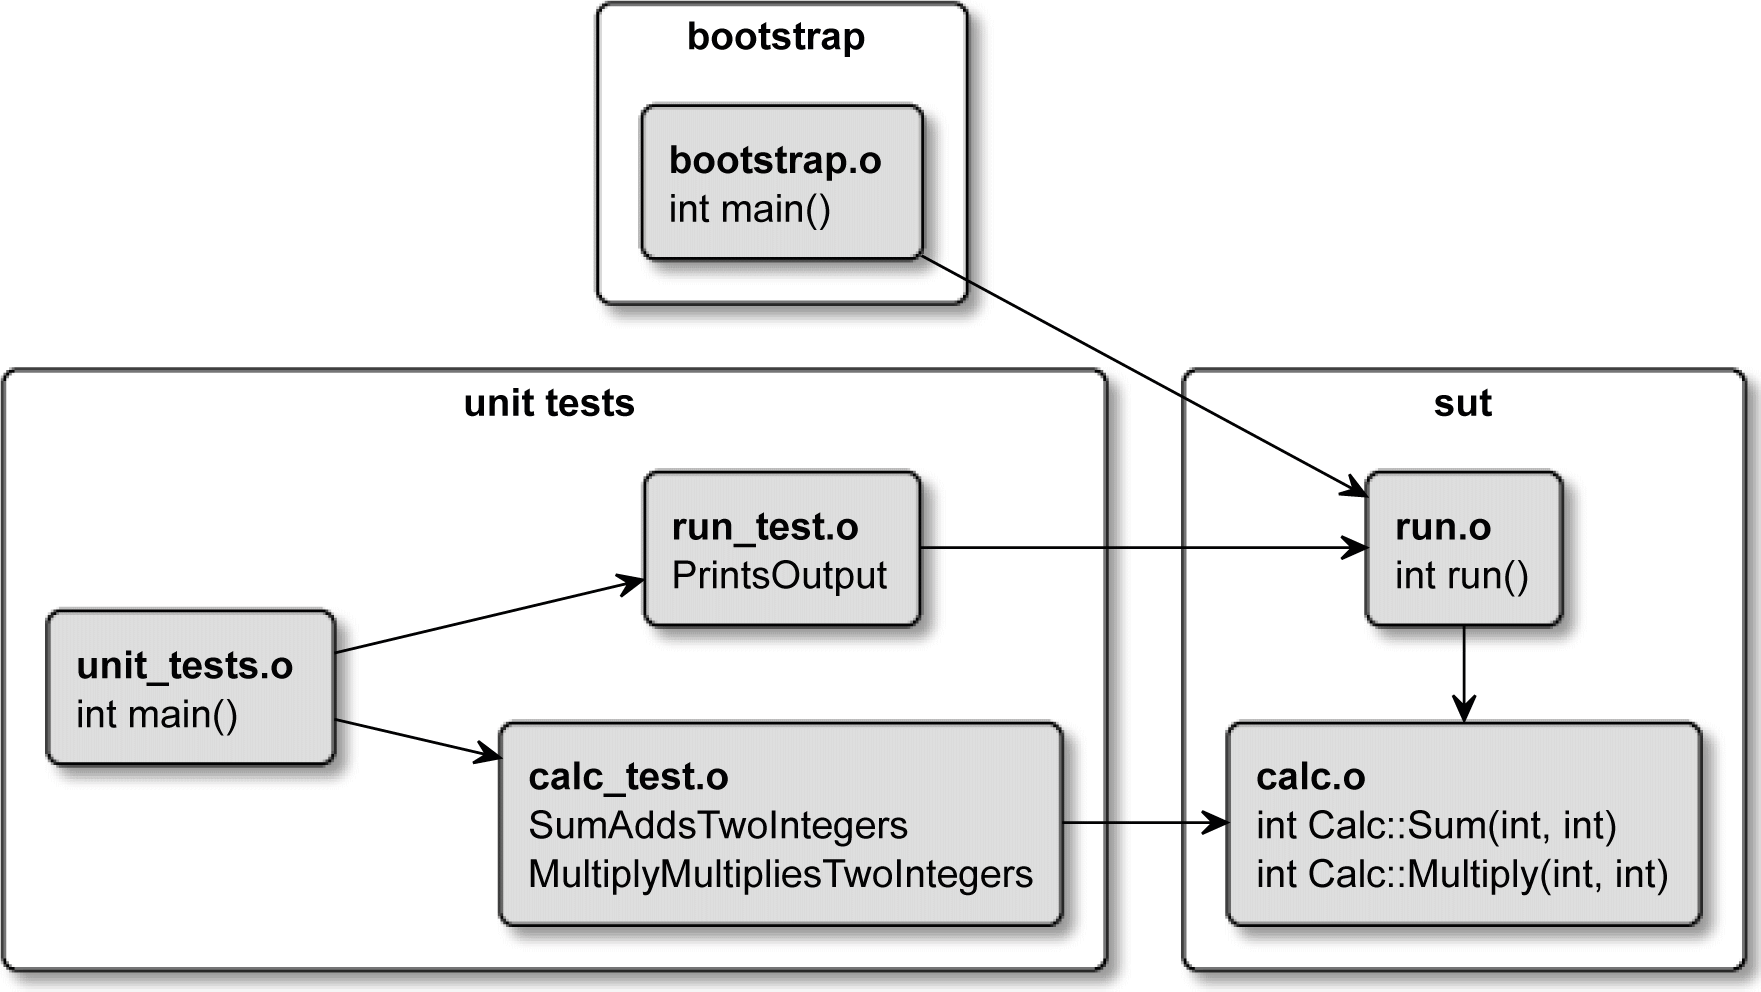 bootstrap
bootstrap.o
int main()
unit tests
sut
run_test.o
PrintsOutput
run.o
int run()
unit_tests.o
int main()
calc_test.o
SumAddsTwoIntegers
MultiplyMultipliesTwoIntegers
calc.o
int Calc::Sum(int, int)
int Calc::Multiply(int, int)